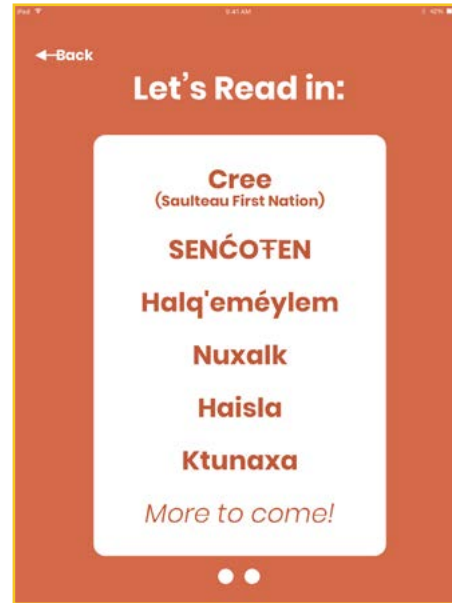 iPad 9:41 AM 42%
Back
Let's Read in:
Cree
(Saulteau First Nation)
SENĆOŦEN
Halq'eméylem
Nuxalk
Haisla
Ktunaxa
More to come!